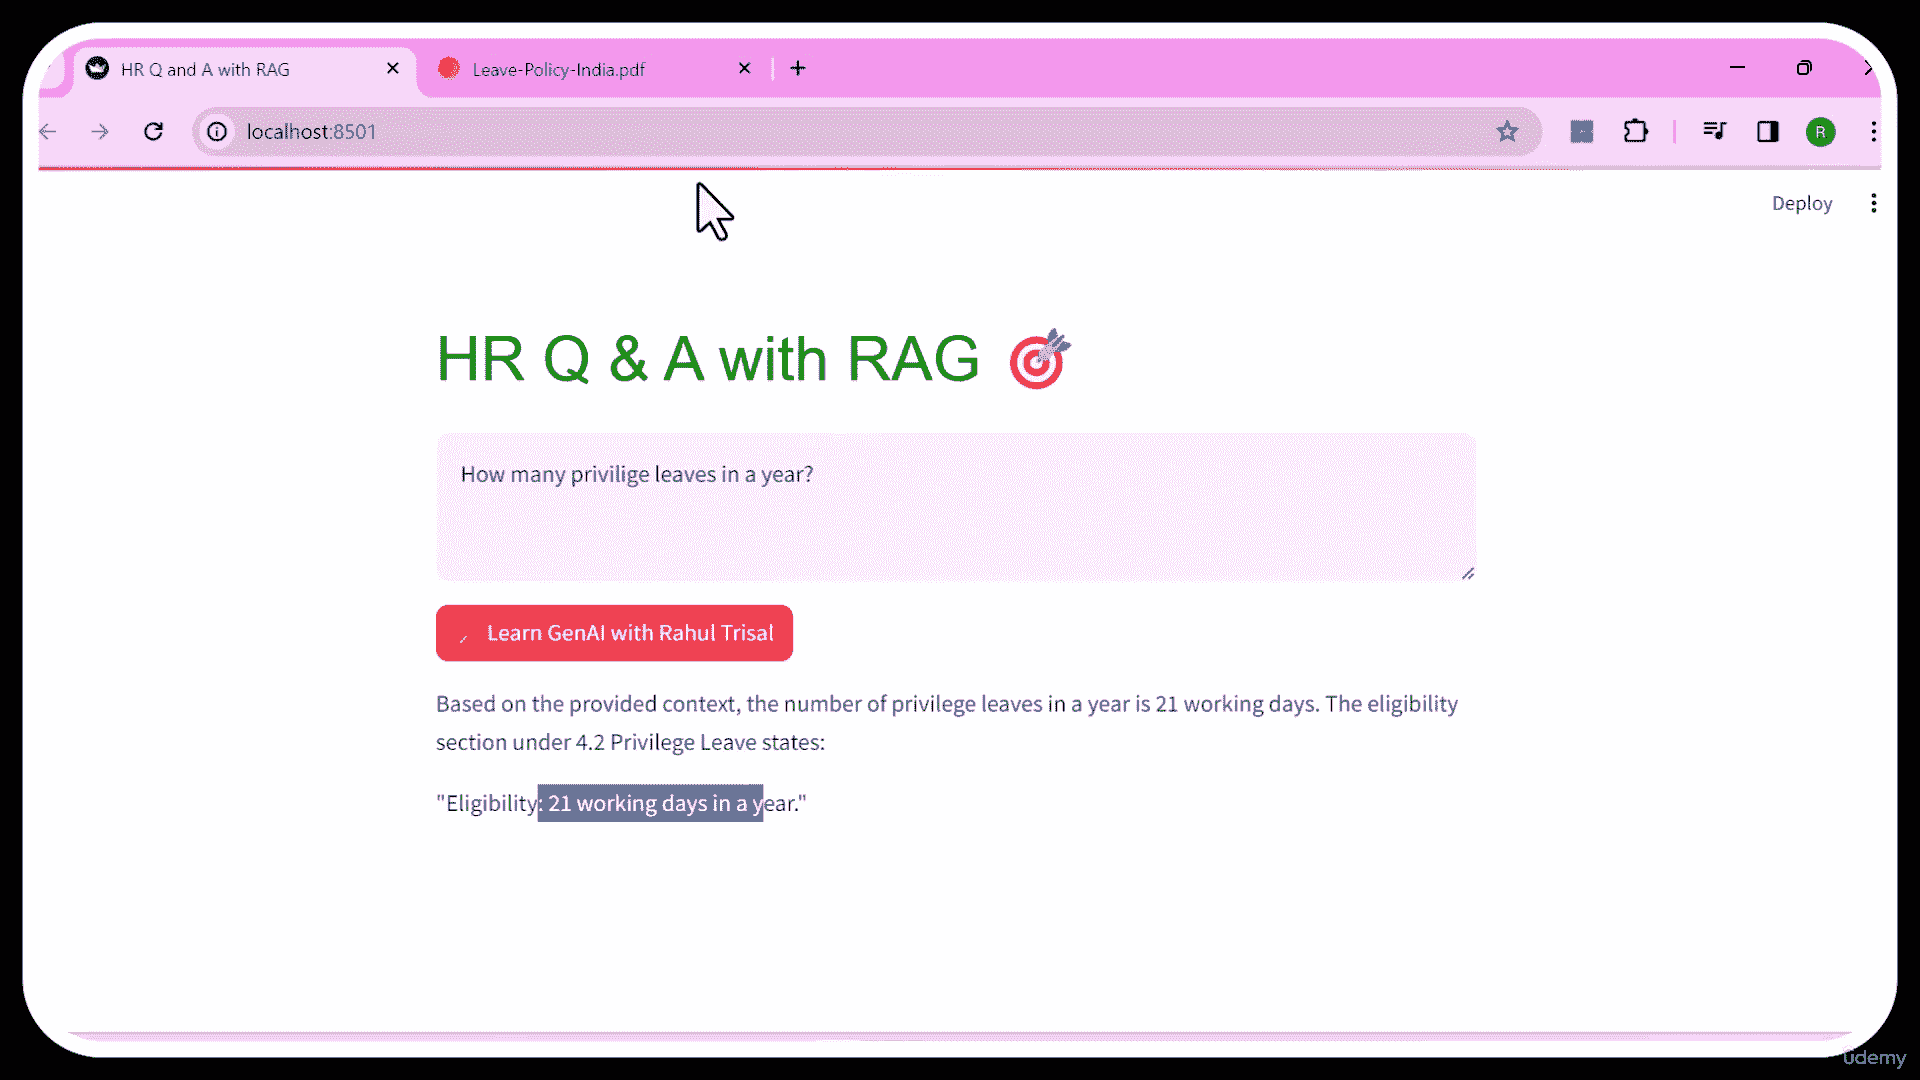 HR Q and A with RAG
Leave-Policy-India.pdf
localhost:8501
R
Deploy
HR Q & A with RAG
How many privilige leaves in a year?
Learn GenAI with Rahul Trisal
Based on the provided context, the number of privilege leaves in a year is 21 working days. The eligibility
section under 4.2 Privilege Leave states:
"Eligibility: 21 working days in a year."
udemy